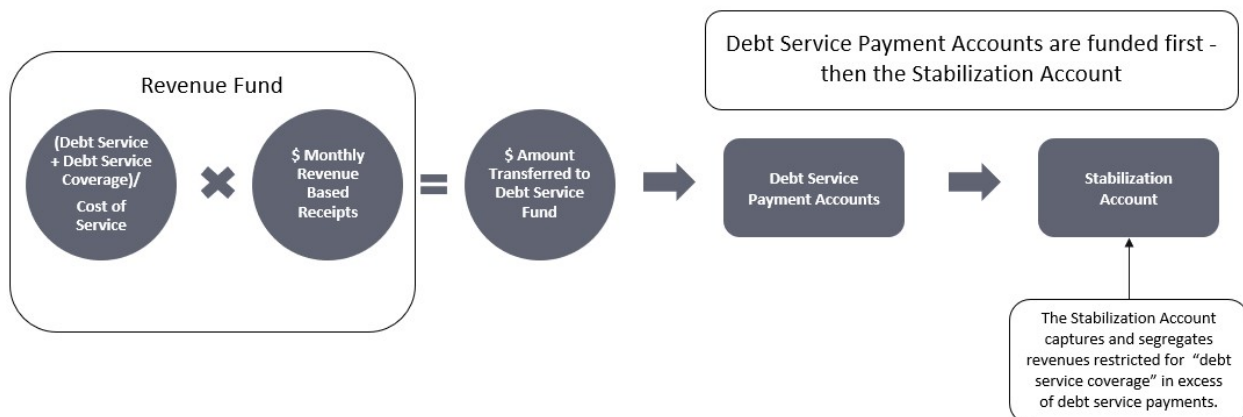 Debt Service Payment Accounts are funded first -
then the Stabilization Account
Revenue Fund
(Debt Service
+ Debt Service
Coverage)/
Cost of
Service
$ Monthly
Revenue
Based
Receipts
=
$ Amount
Transferred to
Debt Service
Fund
Debt Service
Payment Accounts
Stabilization
Account
The Stabilization Account
captures and segregates
revenues restricted for "debt
service coverage" in excess
of debt service payments.